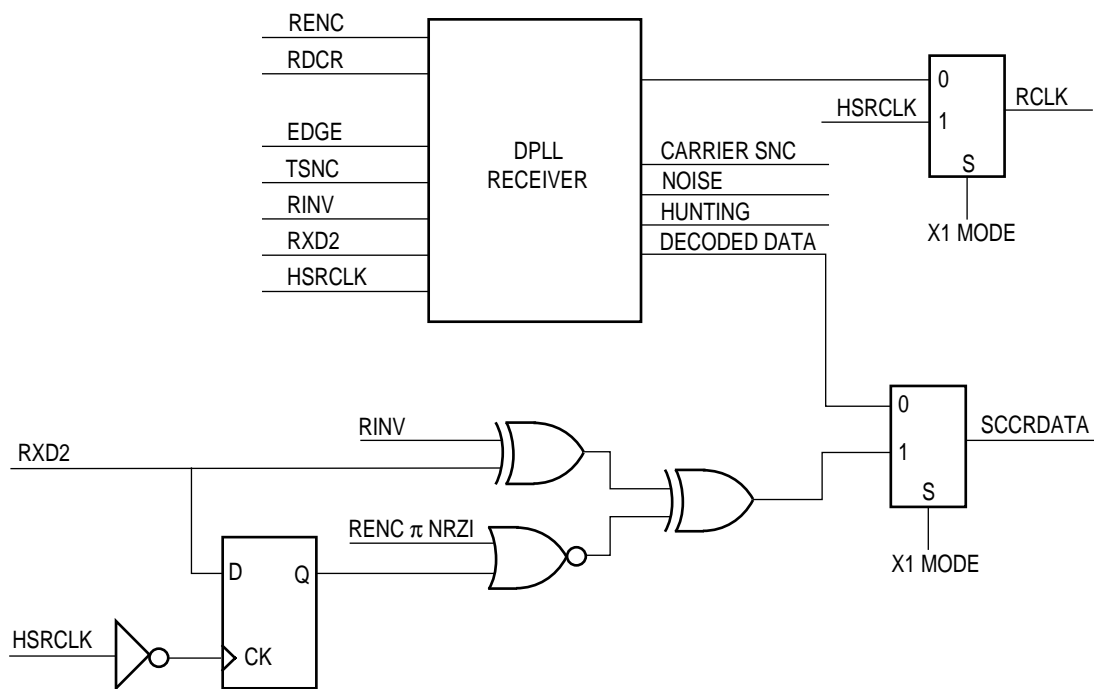 RENC
RDCR
EDGE
TSNC
RINV
RXD2
HSRCLK
DPLL
RECEIVER
CARRIER SNC
NOISE
HUNTING
DECODED DATA
HSRCLK
0
1
S
RCLK
X1 MODE
RXD2
RINV
RENC π NRZI
D
Q
CK
HSRCLK
0
1
S
SCCRDATA
X1 MODE